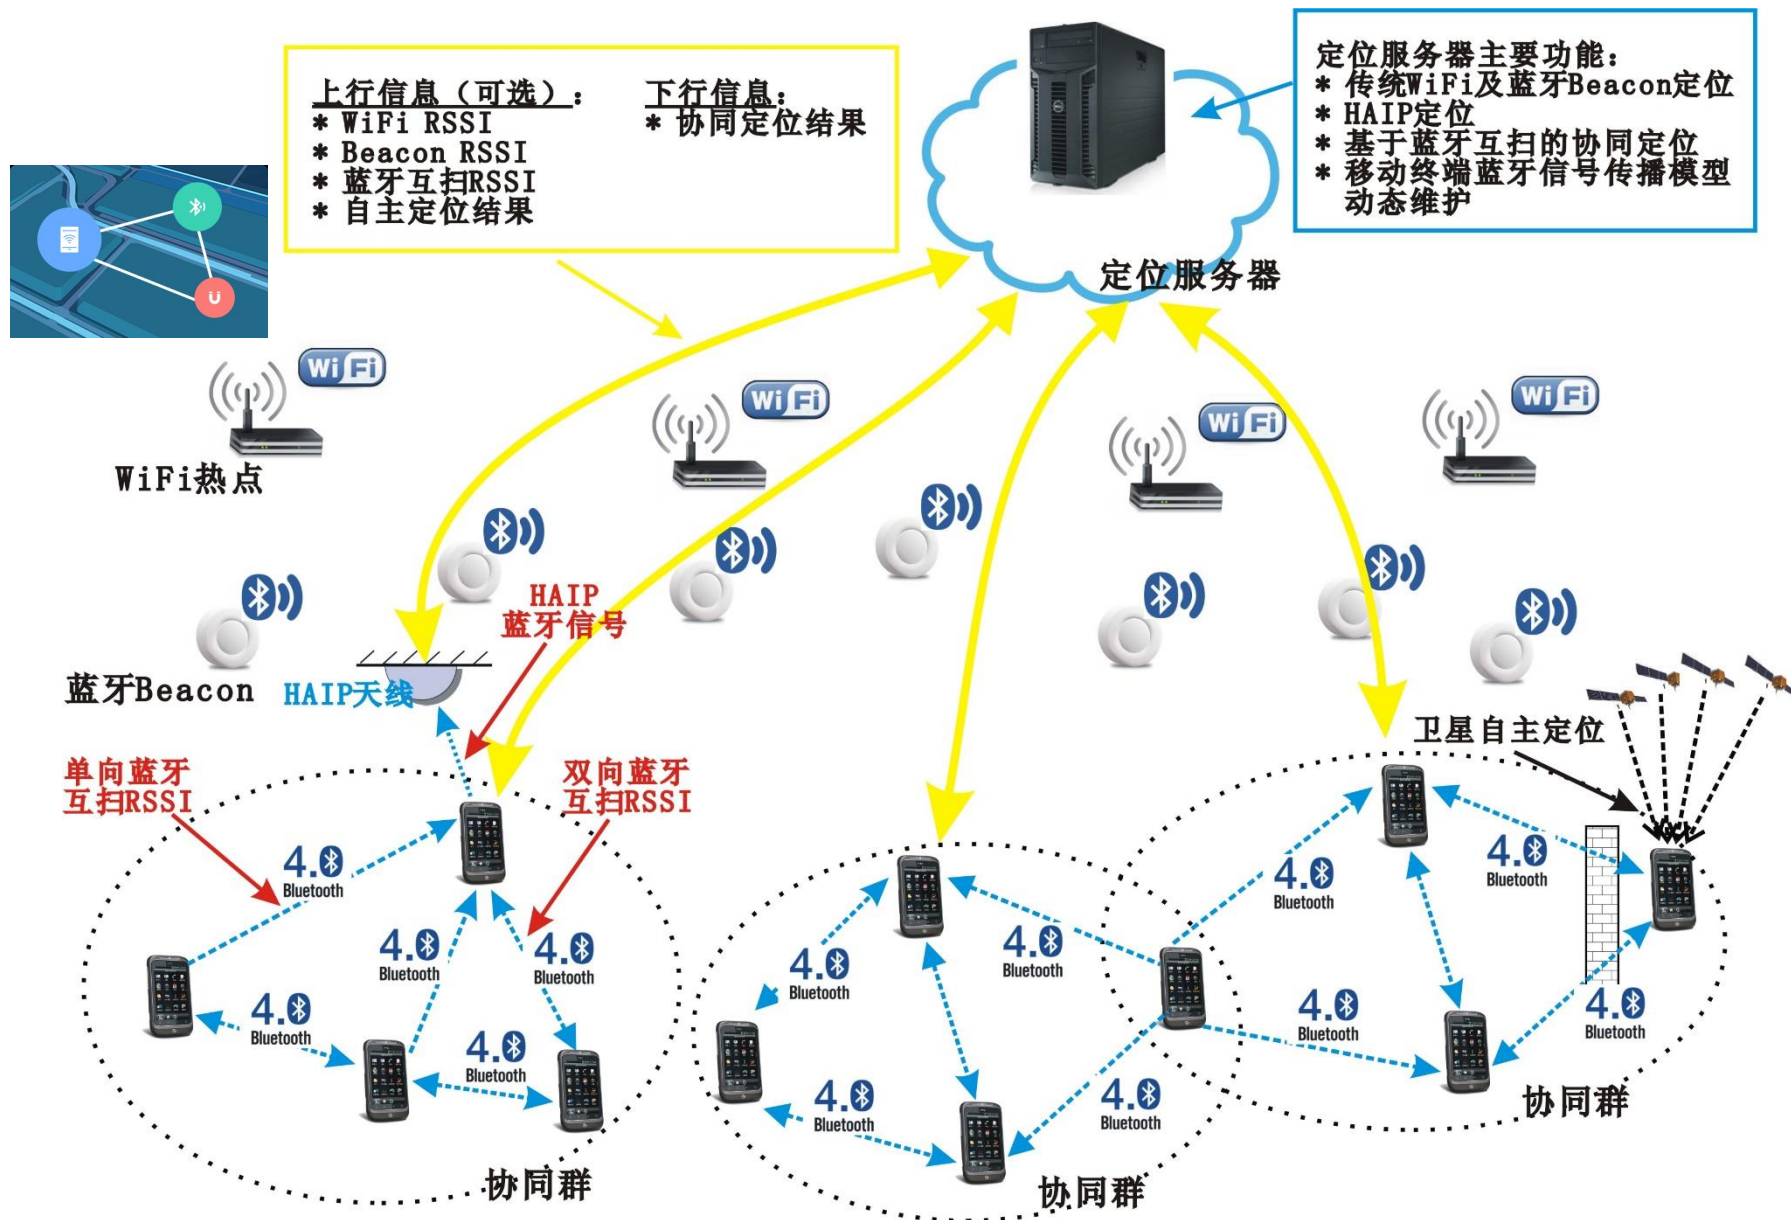 上行信息（可选）：
* WiFi RSSI
* Beacon RSSI
* 蓝牙互扫RSSI
* 自主定位结果
下行信息：
* 协同定位结果
定位服务器主要功能：
* 传统WiFi及蓝牙Beacon定位
* HAIP定位
* 基于蓝牙互扫的协同定位
* 移动终端蓝牙信号传播模型
动态维护
定位服务器
WiFi
WiFi
WiFi
WiFi
WiFi热点
HAIP
蓝牙信号
蓝牙Beacon
HAIP天线
卫星自主定位
单向蓝牙
互扫RSSI
双向蓝牙
互扫RSSI
4.0
Bluetooth
4.0
Bluetooth
4.0
Bluetooth
4.0
Bluetooth
4.0
Bluetooth
协同群
4.0
Bluetooth
4.0
Bluetooth
4.0
Bluetooth
4.0
Bluetooth
协同群
4.0
Bluetooth
4.0
Bluetooth
4.0
Bluetooth
4.0
Bluetooth
协同群